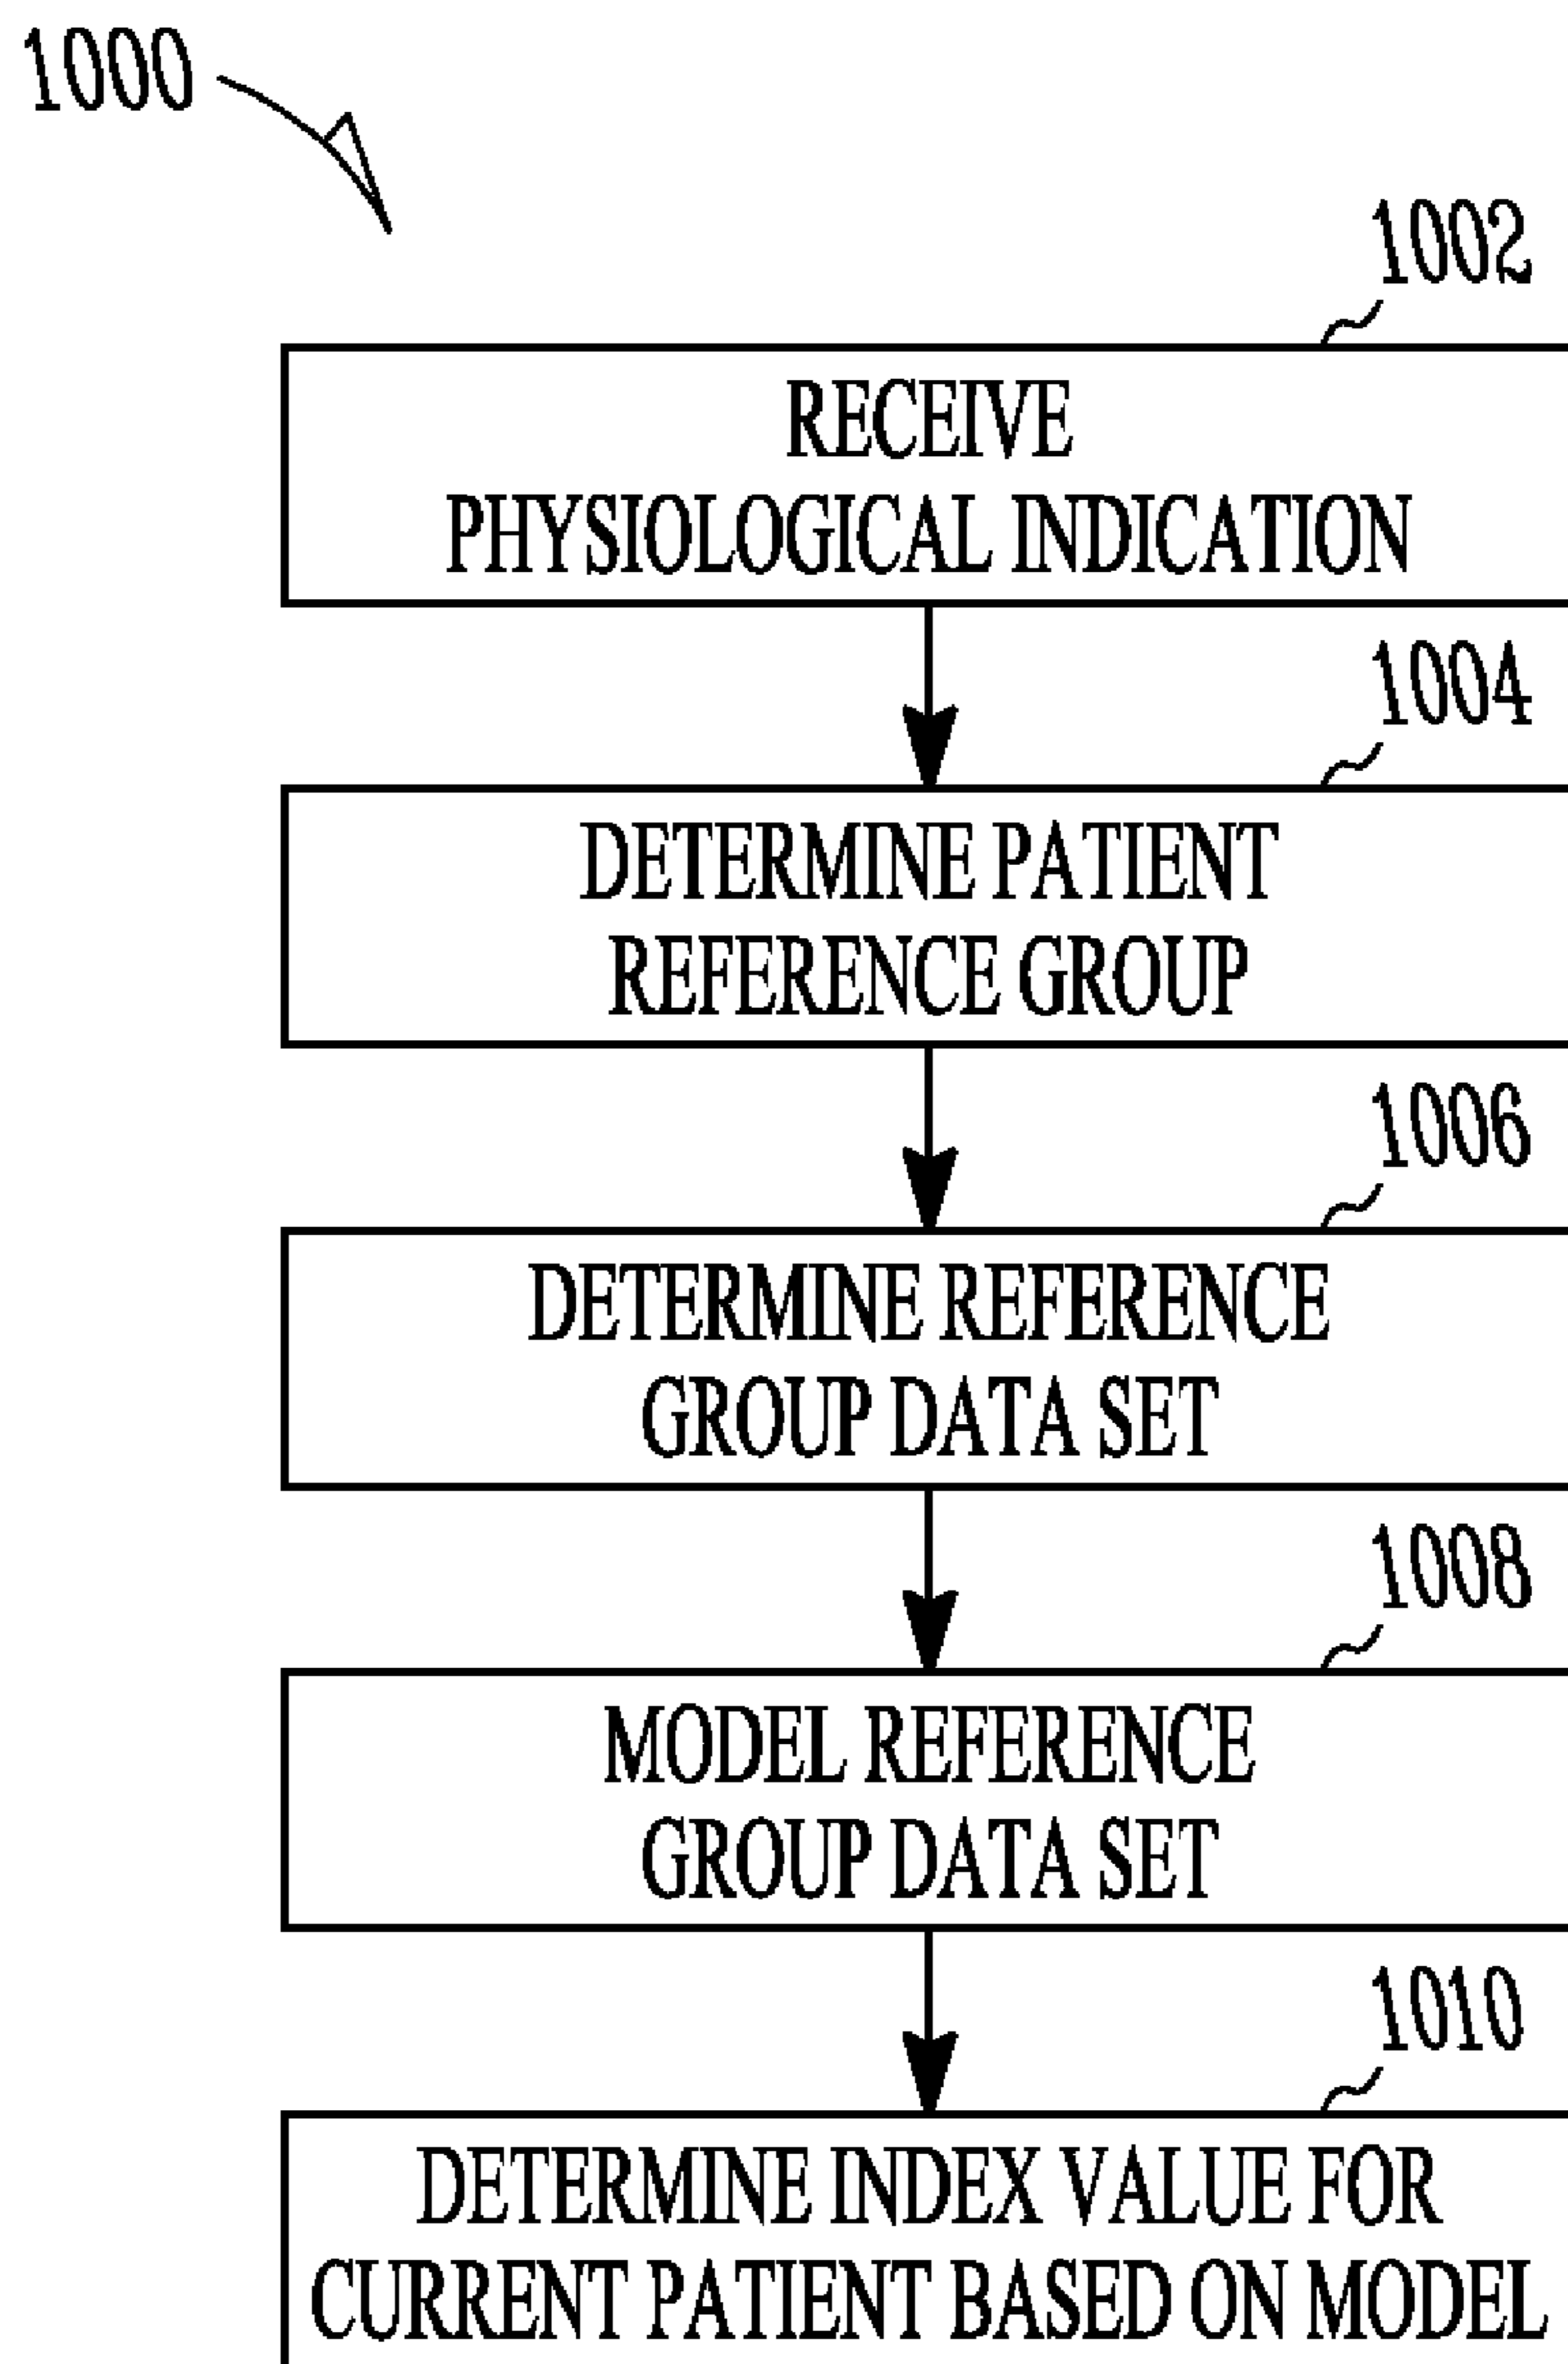 1000
1002
RECEIVE
PHYSIOLOGICAL INDICATION
1004
DETERMINE PATIENT
REFERENCE GROUP
1006
DETERMINE REFERENCE
GROUP DATA SET
1008
MODEL REFERENCE
GROUP DATA SET
1010
DETERMINE INDEX VALUE FOR
CURRENT PATIENT BASED ON MODEL